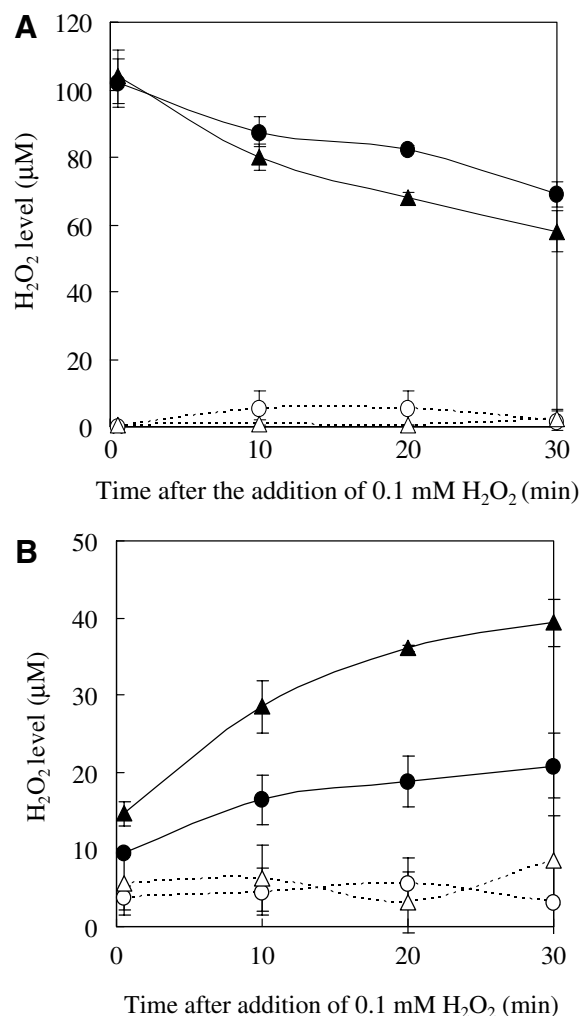 A
120
100
80
60
40
20
0
H₂O₂ level (μM)
0 10 20 30
Time after the addition of 0.1 mM H₂O₂ (min)
B
50
40
30
20
10
0
H₂O₂ level (μM)
0 10 20 30
Time after addition of 0.1 mM H₂O₂ (min)